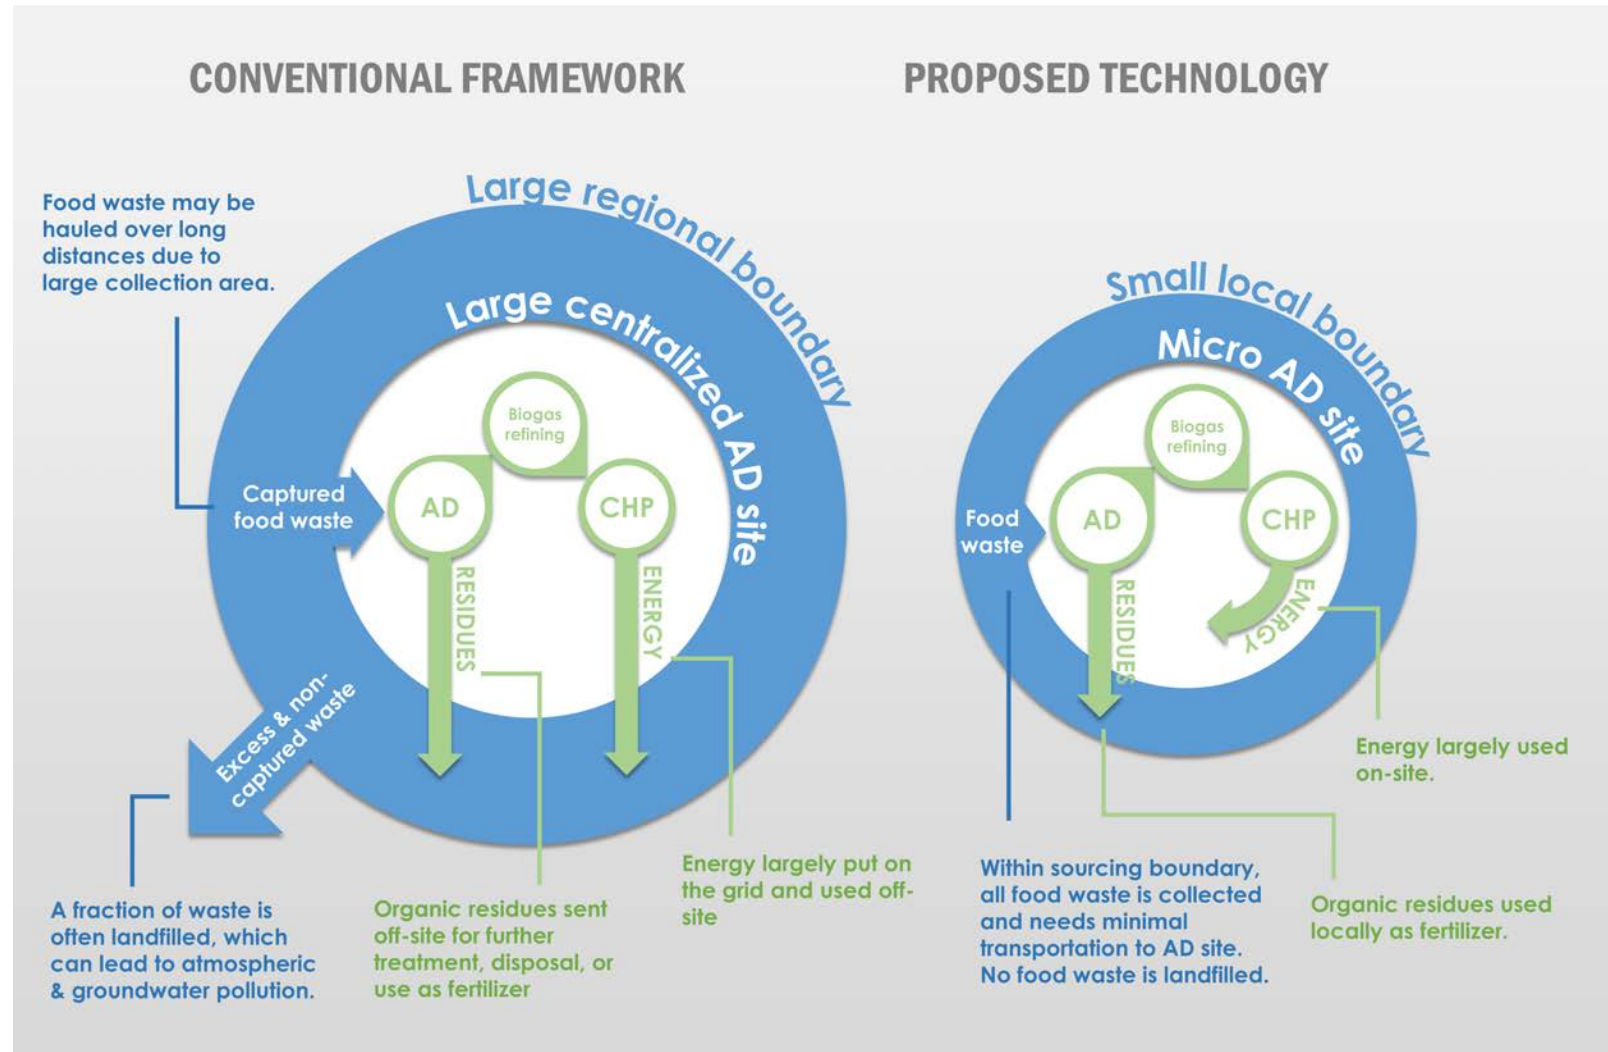 CONVENTIONAL FRAMEWORK
Large regional boundary
Large centralized AD site
Food waste may be
hauled over long
distances due to
large collection area.
Captured
food waste
AD
Biogas
refining
CHP
RESIDUES
ENERGY
Excess & non-
captured waste
A fraction of waste is
often landfilled, which
can lead to atmospheric
& groundwater pollution.
Organic residues sent
off-site for further
treatment, disposal, or
use as fertilizer
Energy largely put on
the grid and used off-
site
PROPOSED TECHNOLOGY
Small local boundary
Micro AD site
Food
waste
AD
Biogas
refining
CHP
RESIDUES
ENERGY
Energy largely used
on-site.
Within sourcing boundary,
all food waste is collected
and needs minimal
transportation to AD site.
No food waste is landfilled.
Organic residues used
locally as fertilizer.